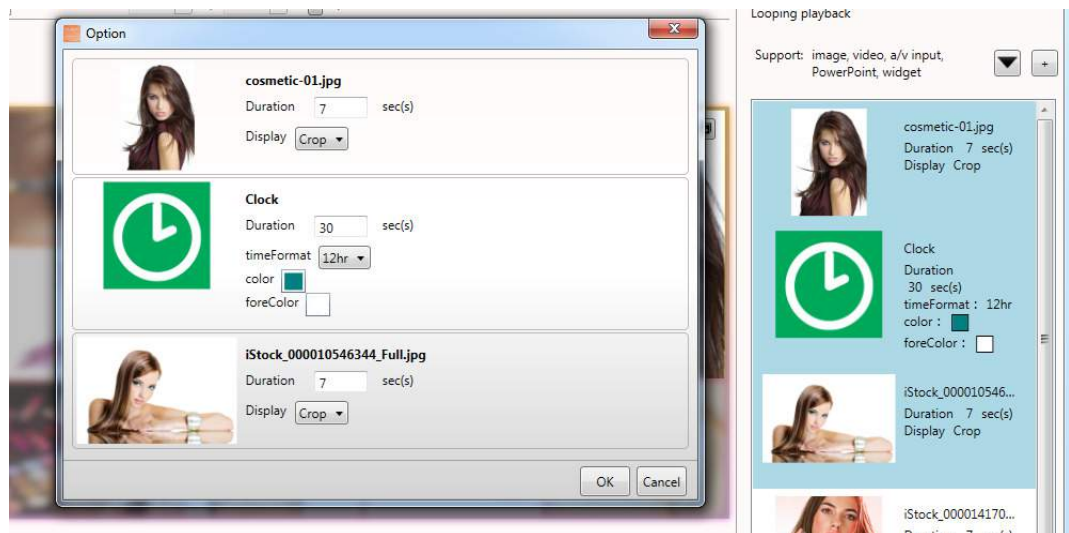 Option
cosmetic-01.jpg
Duration 7 sec(s)
Display Crop
Clock
Duration 30 sec(s)
timeFormat 12hr
color
foreColor
iStock_000010546344_Full.jpg
Duration 7 sec(s)
Display Crop
OK Cancel
Looping playback
Support: image, video, a/v input,
PowerPoint, widget
+
cosmetic-01.jpg
Duration 7 sec(s)
Display Crop
Clock
Duration
30 sec(s)
timeFormat : 12hr
color :
foreColor :
iStock_000010546...
Duration 7 sec(s)
Display Crop
iStock_000014170...